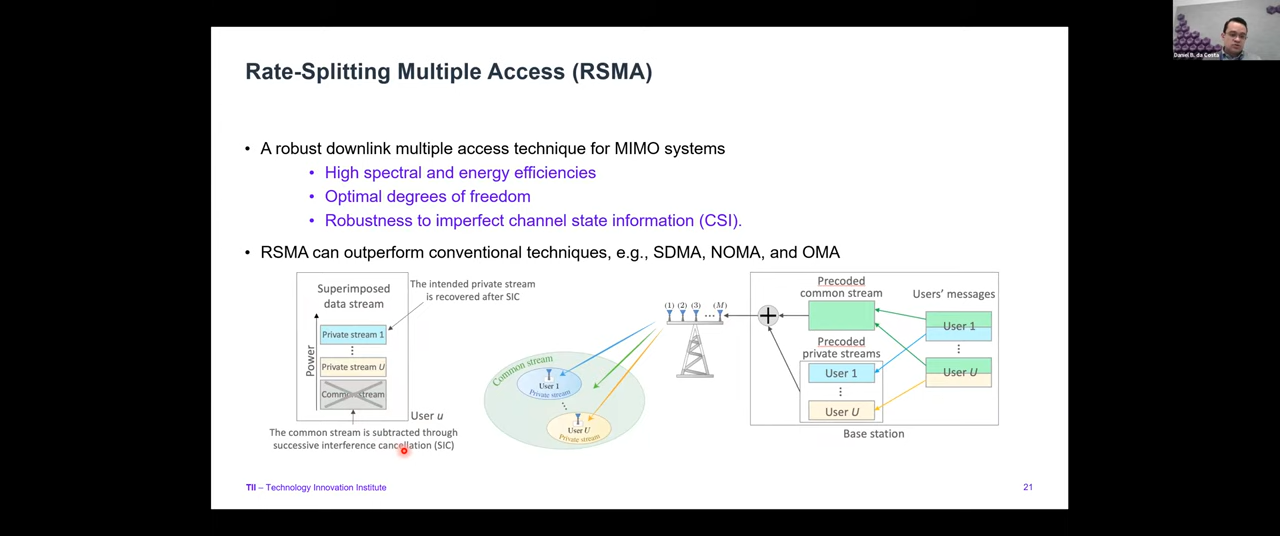 Rate-Splitting Multiple Access (RSMA)
• A robust downlink multiple access technique for MIMO systems
• High spectral and energy efficiencies
• Optimal degrees of freedom
• Robustness to imperfect channel state information (CSI).
• RSMA can outperform conventional techniques, e.g., SDMA, NOMA, and OMA
Superimposed
data stream
Power
Private stream 1
Private stream U
Common stream
User u
The intended private stream
is recovered after SIC
The common stream is subtracted through
successive interference cancellation (SIC)
Common stream
User 1
Private stream
User U
Private stream
(1) (2) (3) ... (M)
+
Precoded
common stream
Precoded
private streams
User 1
User U
Users' messages
User 1
User U
Base station
TII – Technology Innovation Institute
21
Daniel B. da Costa